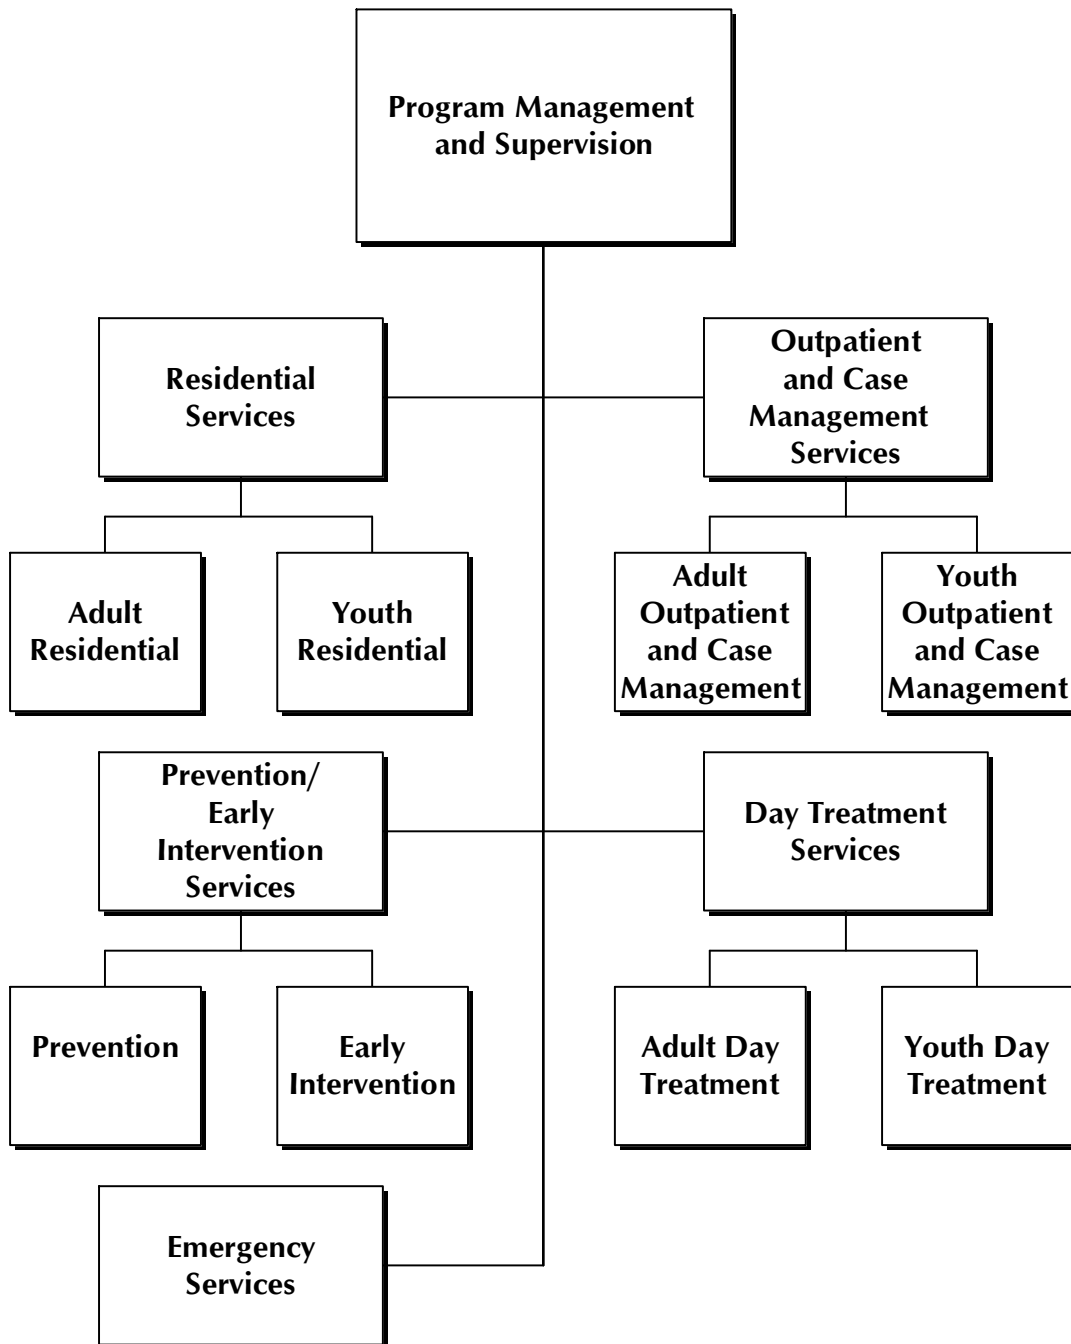 Program Management
and Supervision
Residential
Services
Outpatient
and Case
Management
Services
Adult
Residential
Youth
Residential
Adult
Outpatient
and Case
Management
Youth
Outpatient
and Case
Management
Prevention/
Early
Intervention
Services
Day Treatment
Services
Prevention
Early
Intervention
Adult Day
Treatment
Youth Day
Treatment
Emergency
Services